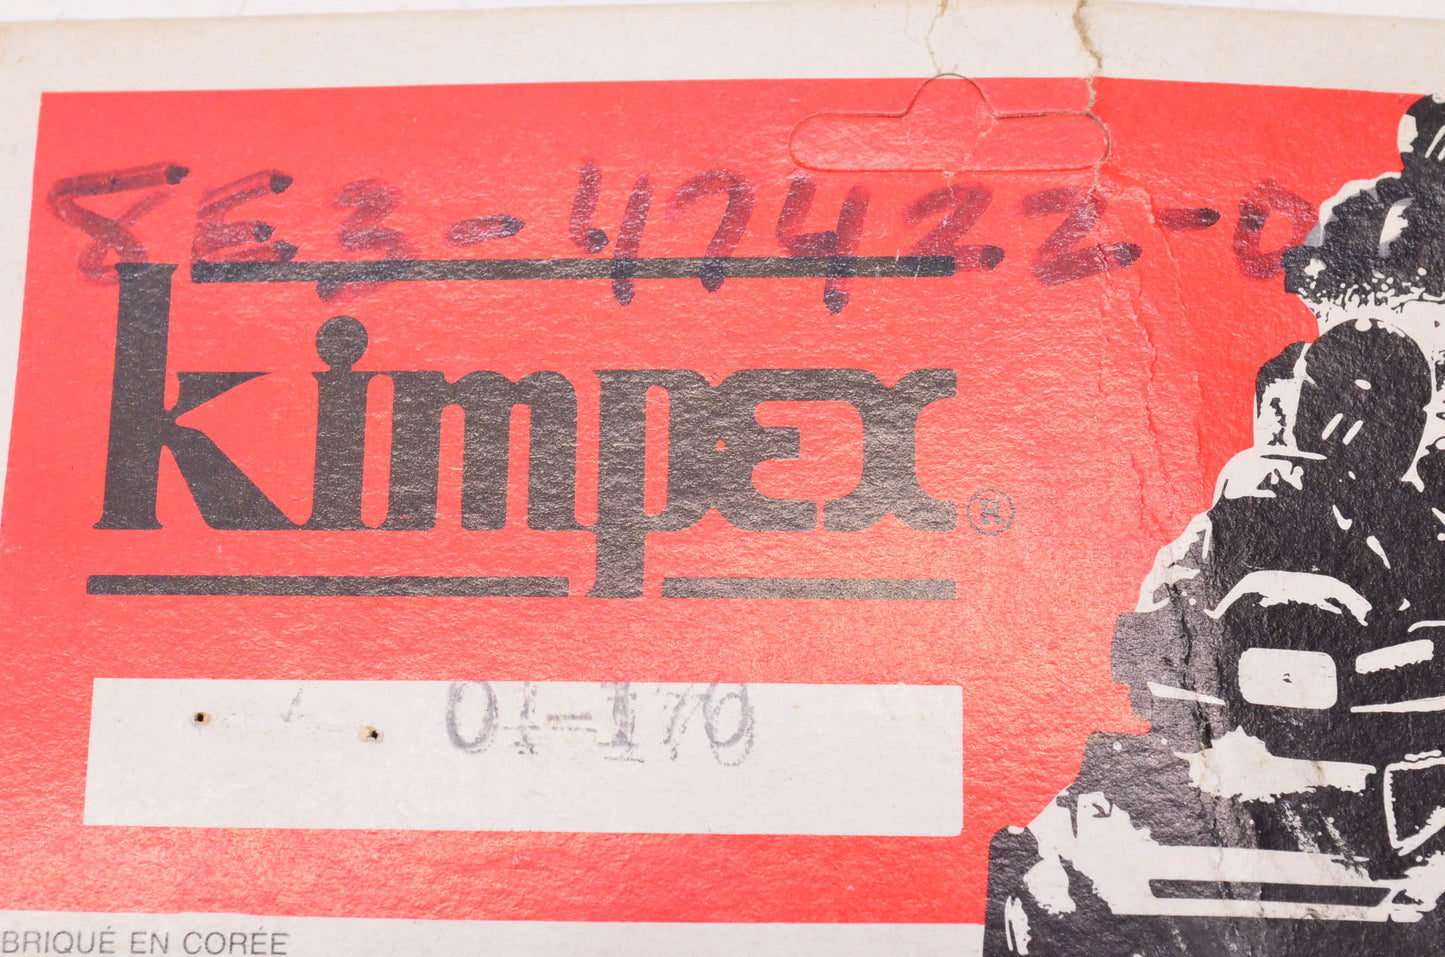 8E3-47422-0
kimpex®
01-170
BRIQUÉ EN CORÉE